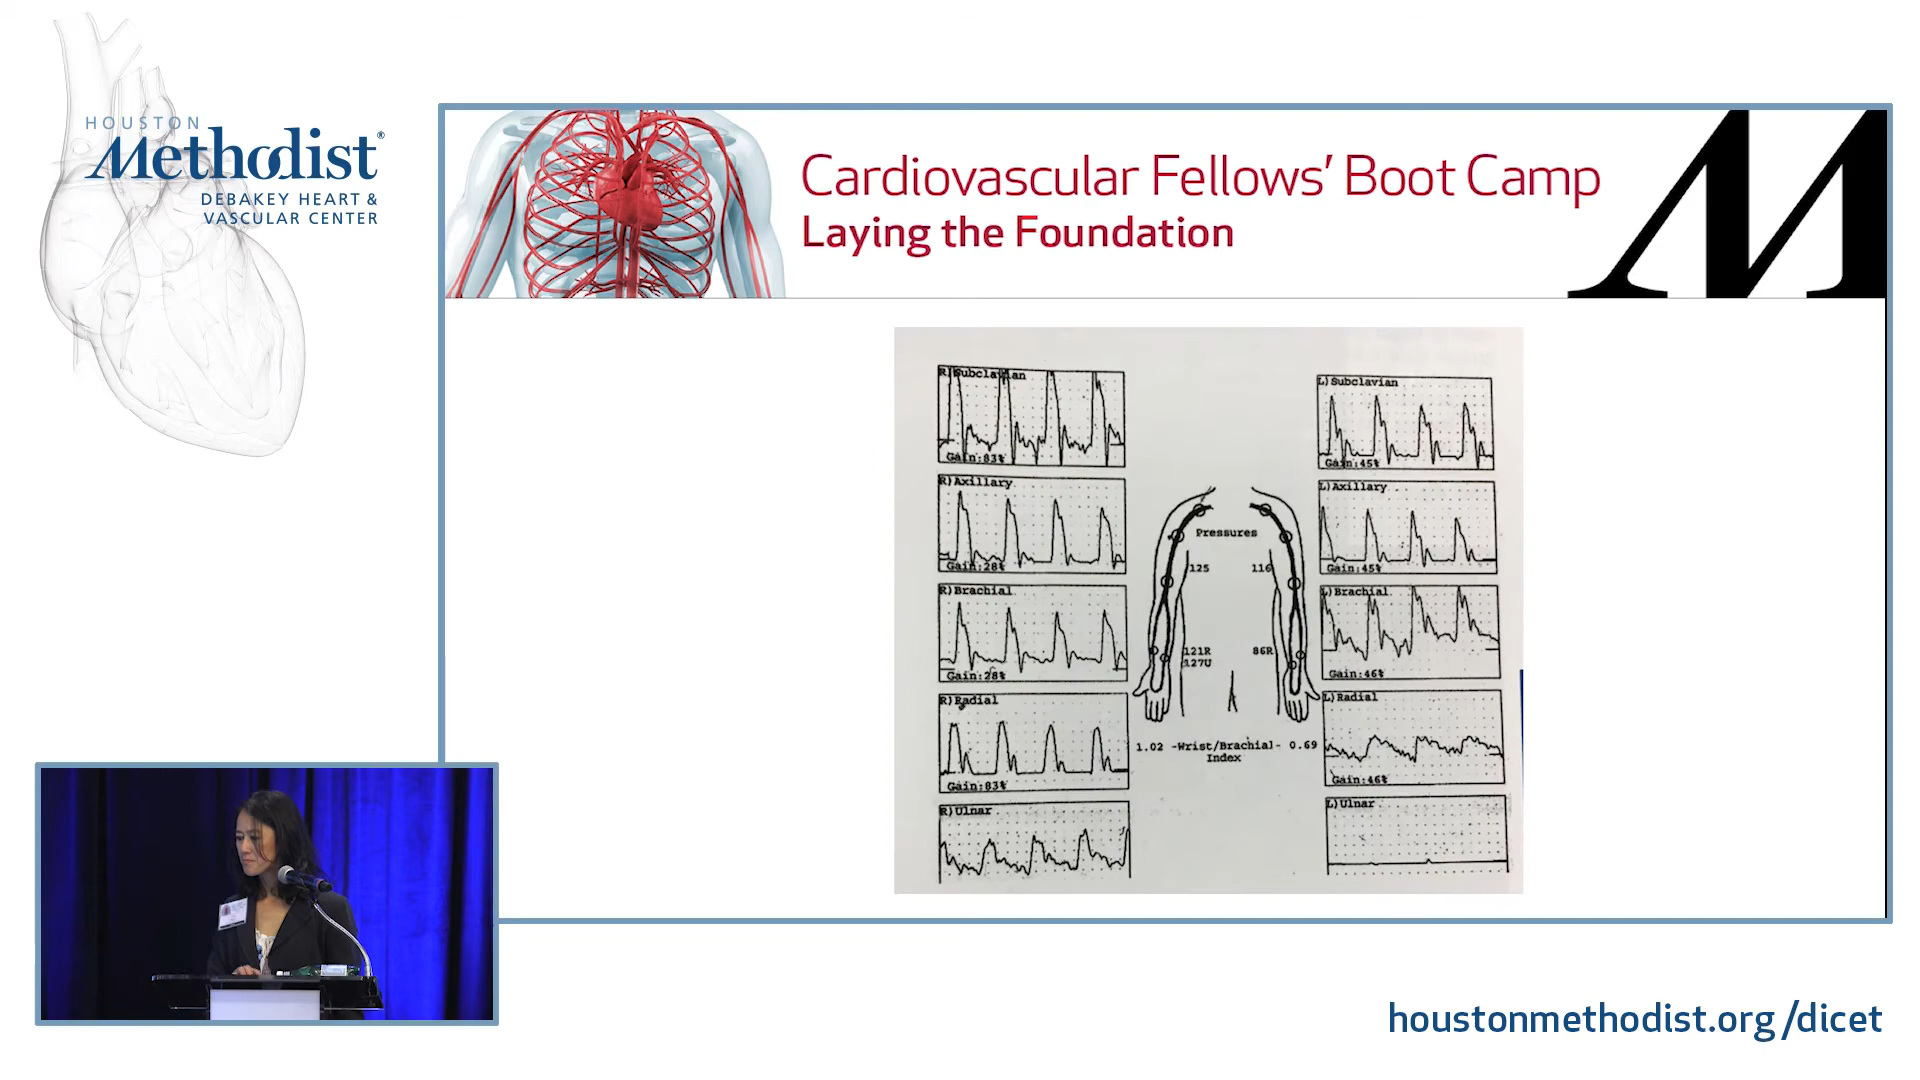 HOUSTON
Methodist®
DEBAKEY HEART &
VASCULAR CENTER
Cardiovascular Fellows' Boot Camp
Laying the Foundation
R)Subclavian
Gain:83%
R)Axillary
Gain:28%
R)Brachial
Gain:28%
R)Radial
Gain:83%
R)Ulnar
Pressures
125 116
121R 86R
127U
1.02 -Wrist/Brachial- 0.69
Index
L)Subclavian
Gain:45%
L)Axillary
Gain:45%
L)Brachial
Gain:46%
L)Radial
Gain:46%
L)Ulnar
houstonmethodist.org/dicet